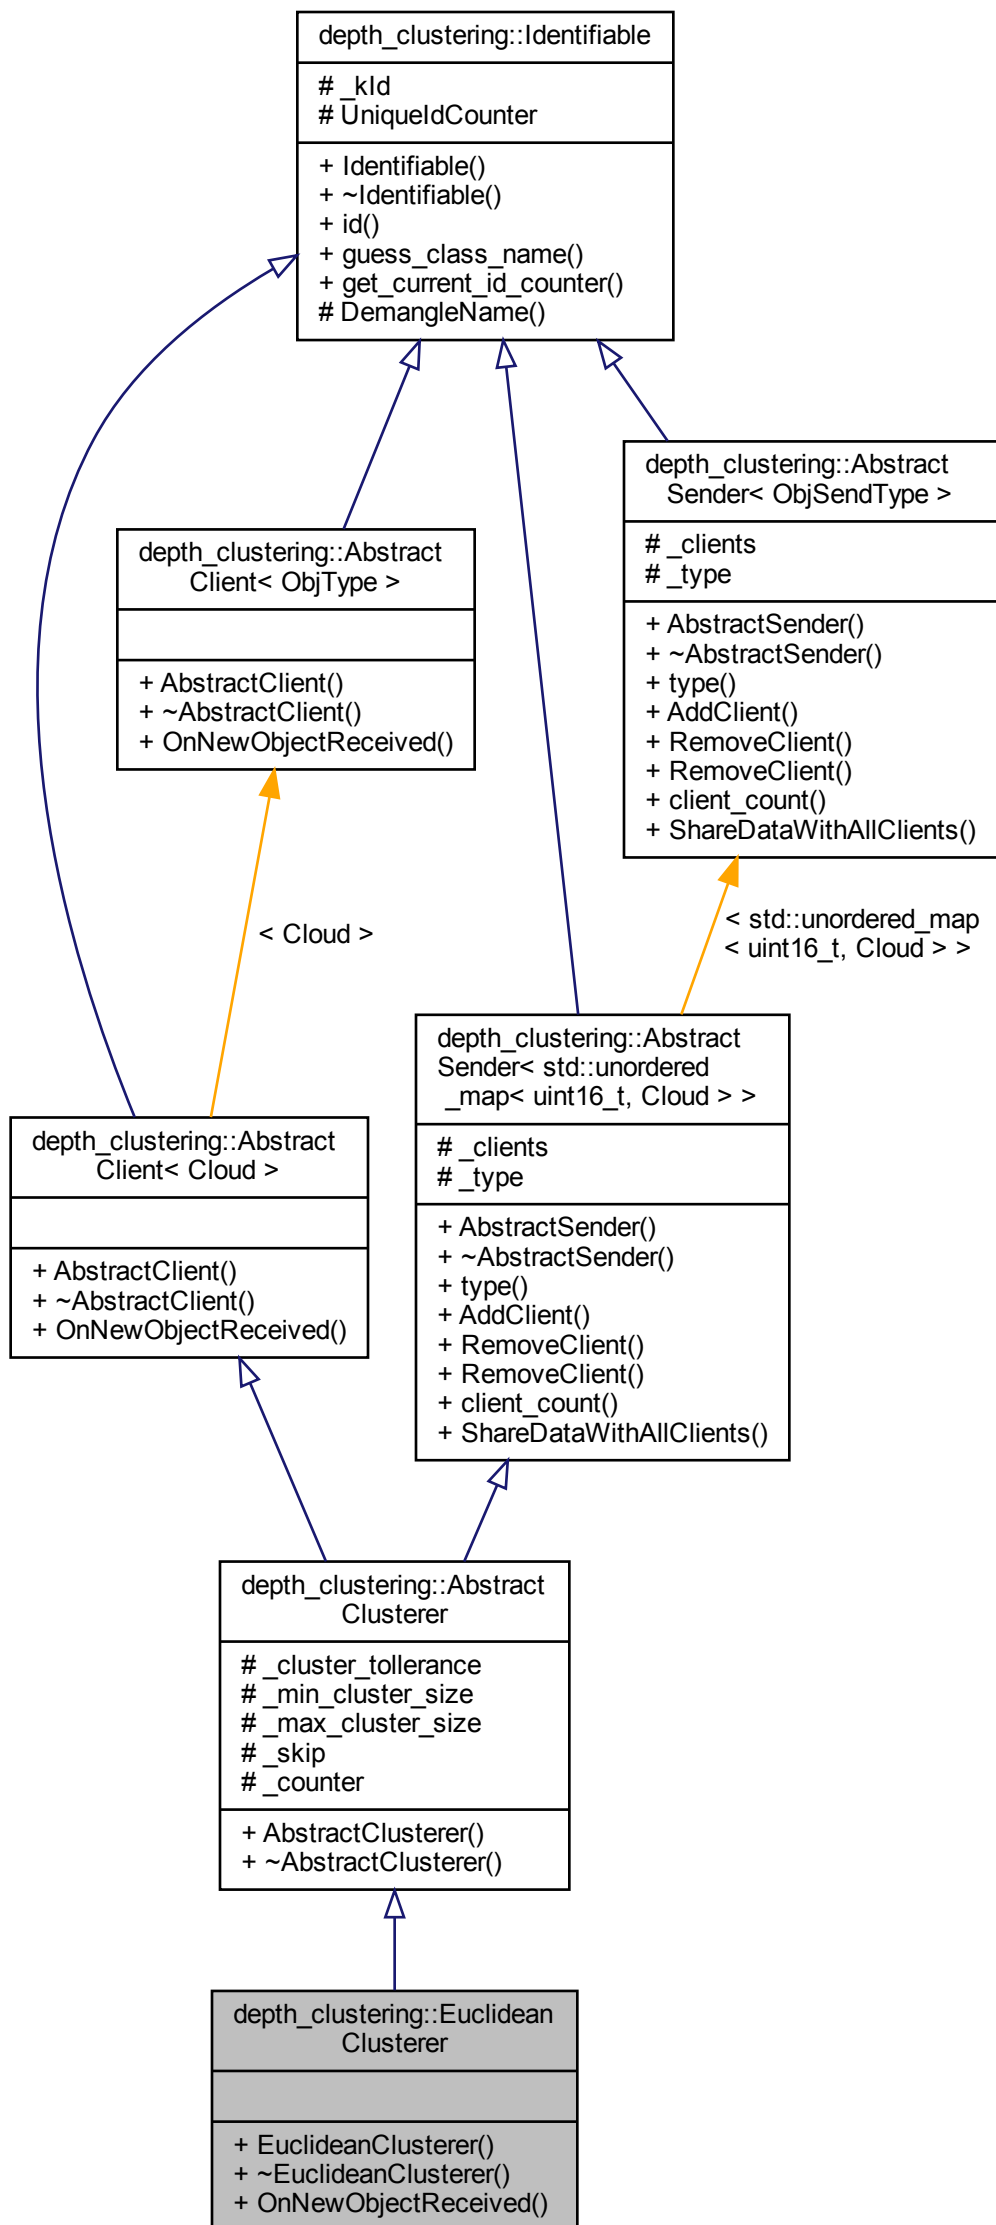 depth_clustering::Identifiable
# _kId
# UniqueIdCounter
+ Identifiable()
+ ~Identifiable()
+ id()
+ guess_class_name()
+ get_current_id_counter()
# DemangleName()
depth_clustering::Abstract
Sender< ObjSendType >
# _clients
# _type
+ AbstractSender()
+ ~AbstractSender()
+ type()
+ AddClient()
+ RemoveClient()
+ RemoveClient()
+ client_count()
+ ShareDataWithAllClients()
depth_clustering::Abstract
Client< ObjType >
+ AbstractClient()
+ ~AbstractClient()
+ OnNewObjectReceived()
< Cloud >
< std::unordered_map
< uint16_t, Cloud > >
depth_clustering::Abstract
Sender< std::unordered
_map< uint16_t, Cloud > >
# _clients
# _type
+ AbstractSender()
+ ~AbstractSender()
+ type()
+ AddClient()
+ RemoveClient()
+ RemoveClient()
+ client_count()
+ ShareDataWithAllClients()
depth_clustering::Abstract
Client< Cloud >
+ AbstractClient()
+ ~AbstractClient()
+ OnNewObjectReceived()
depth_clustering::Abstract
Clusterer
# _cluster_tollerance
# _min_cluster_size
# _max_cluster_size
# _skip
# _counter
+ AbstractClusterer()
+ ~AbstractClusterer()
depth_clustering::Euclidean
Clusterer
+ EuclideanClusterer()
+ ~EuclideanClusterer()
+ OnNewObjectReceived()